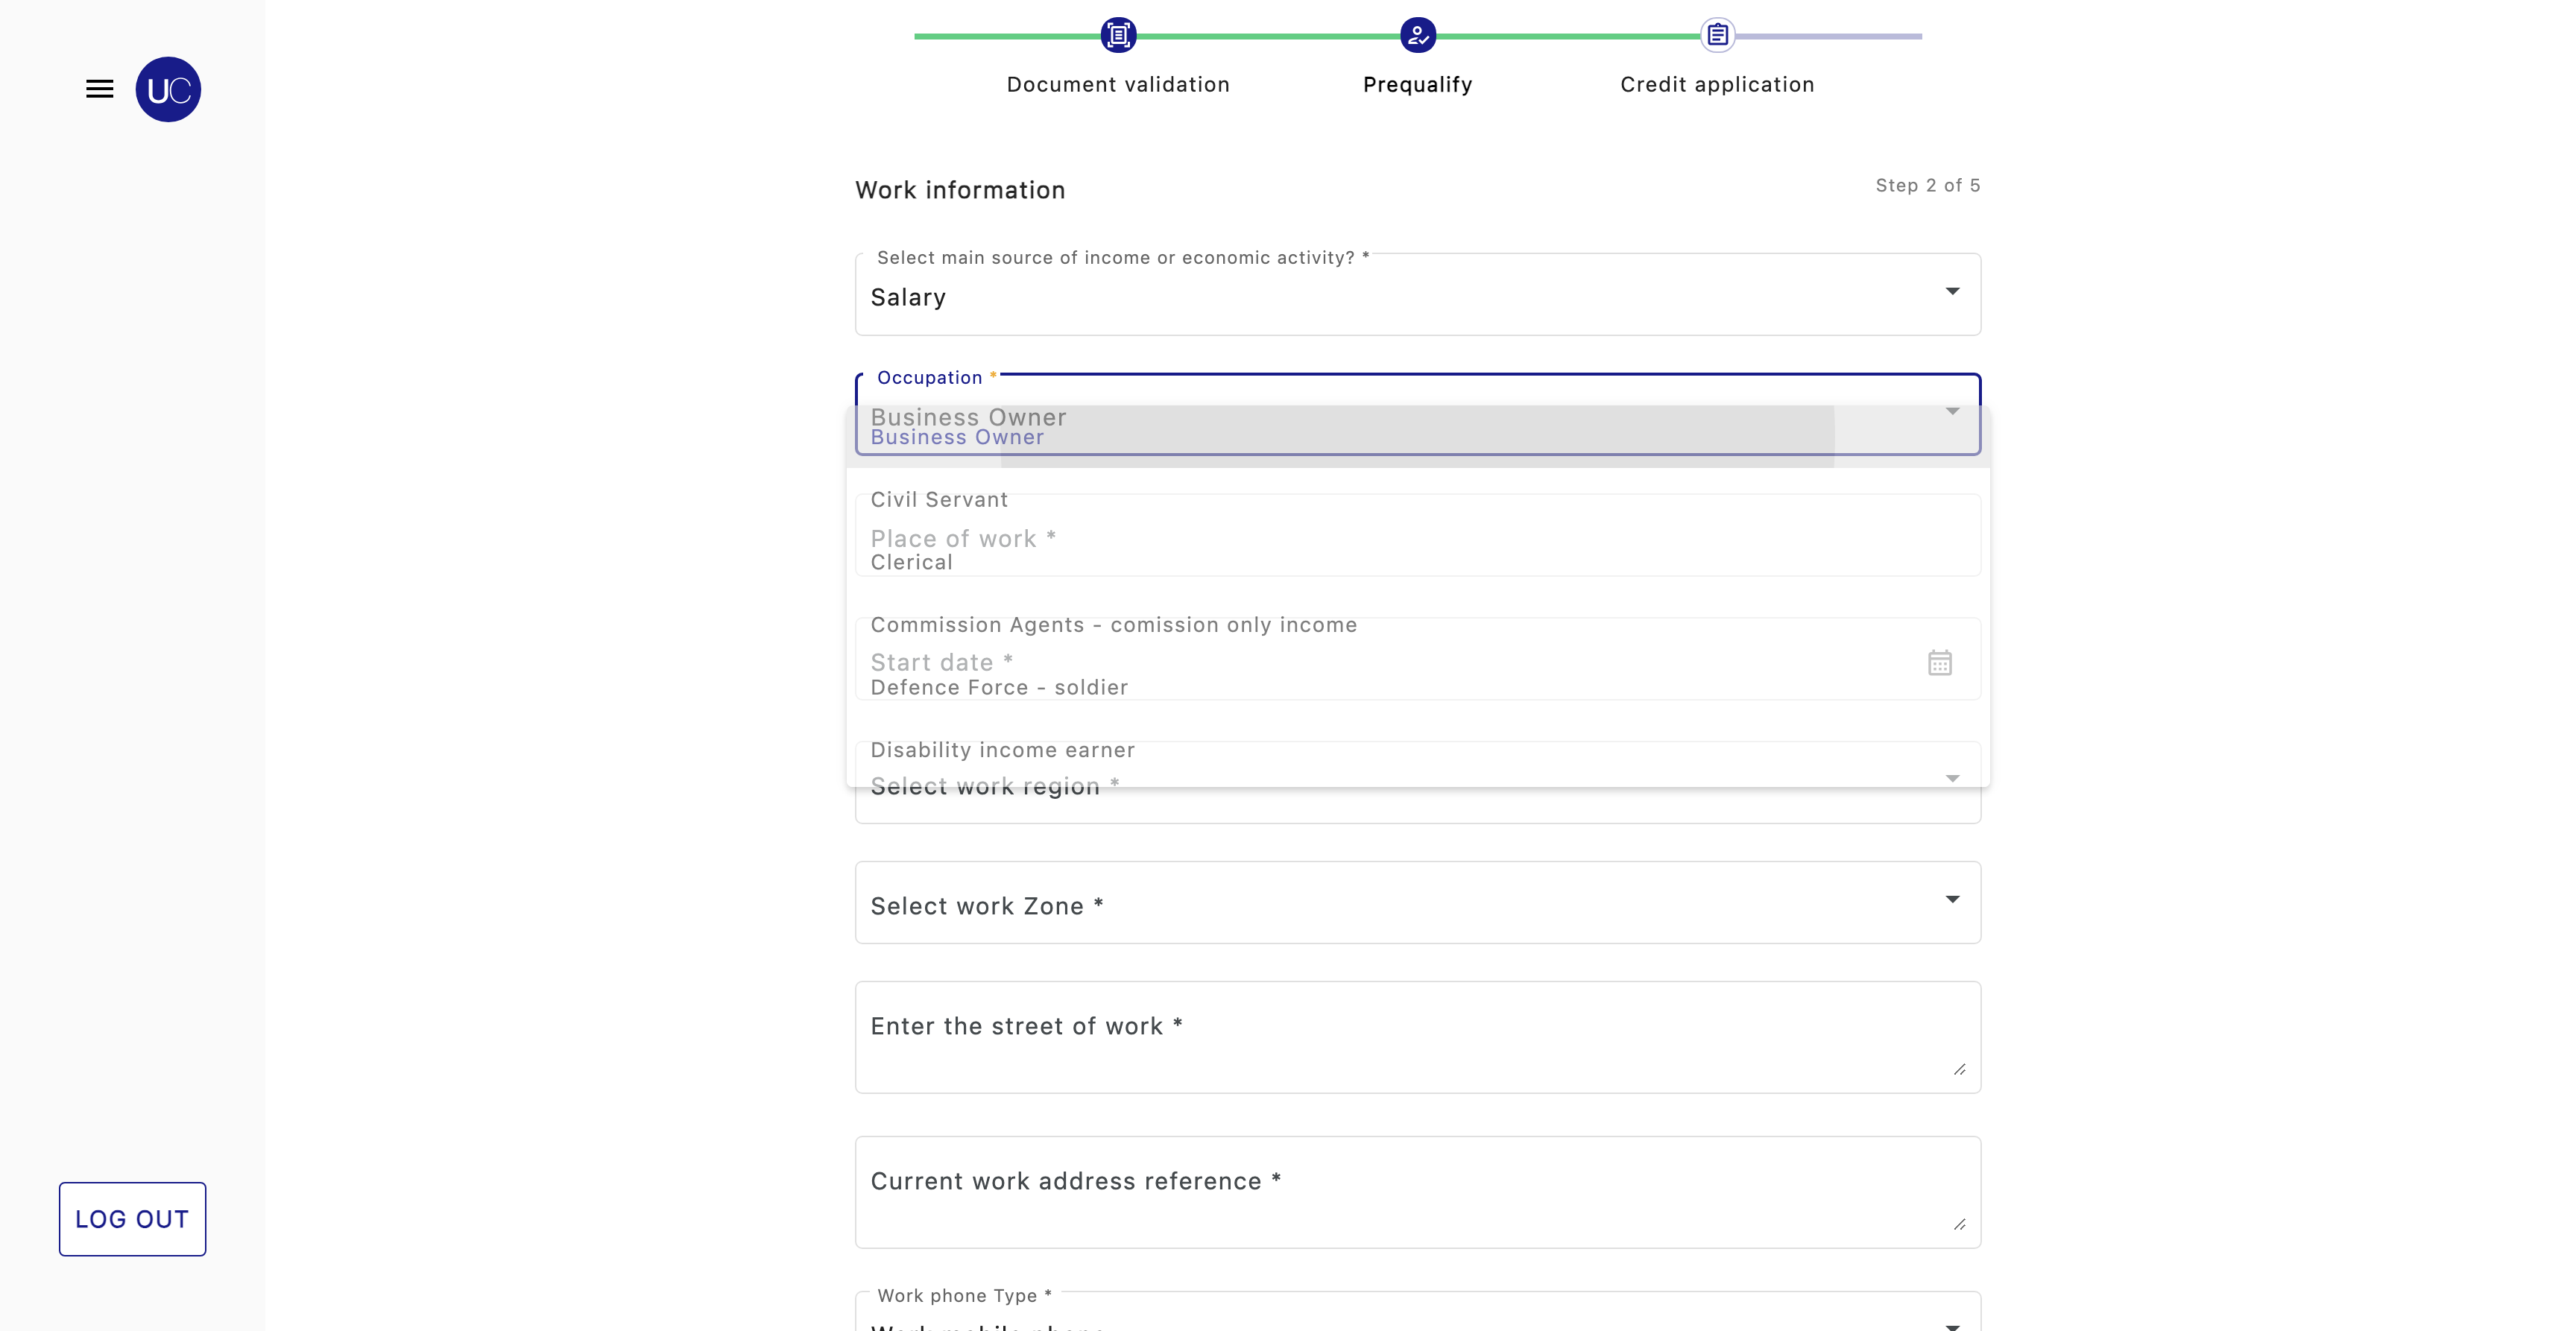 Document validation
Prequalify
Credit application
UC
Work information
Step 2 of 5
Select main source of income or economic activity? *
Salary
Occupation *
Business Owner
Business Owner
Civil Servant
Place of work *
Clerical
Commission Agents - comission only income
Start date *
Defence Force - soldier
Disability income earner
Select work region *
Select work Zone *
Enter the street of work *
Current work address reference *
LOG OUT
Work phone Type *
Work mobile phone